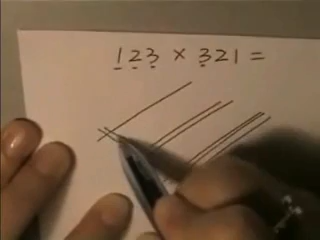 123 × 321 =